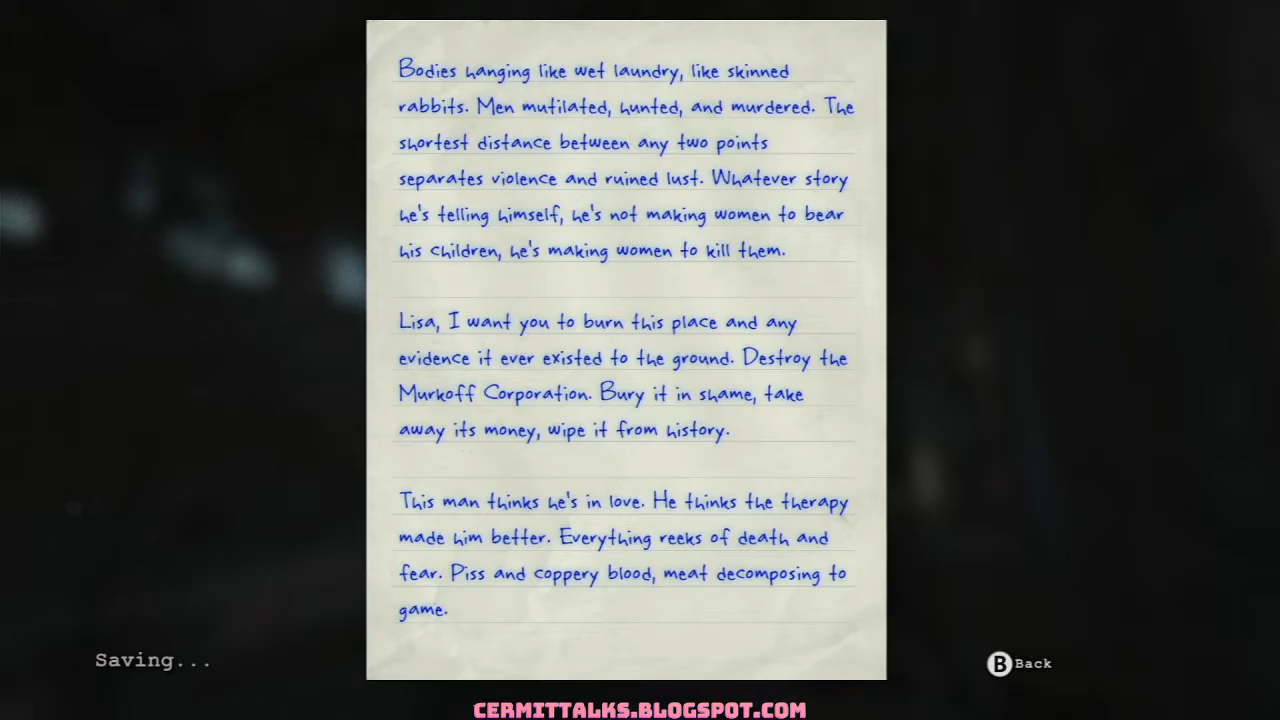 Bodies hanging like wet laundry, like skinned
rabbits. Men mutilated, hunted, and murdered. The
shortest distance between any two points
separates violence and ruined lust. Whatever story
he's telling himself, he's not making women to bear
his children, he's making women to kill them.
Lisa, I want you to burn this place and any
evidence it ever existed to the ground. Destroy the
Murkoff Corporation. Bury it in shame, take
away its money, wipe it from history.
This man thinks he's in love. He thinks the therapy
made him better. Everything reeks of death and
fear. Piss and coppery blood, meat decomposing to
game.
Saving...
B Back
CERMITTALKS.BLOGSPOT.COM